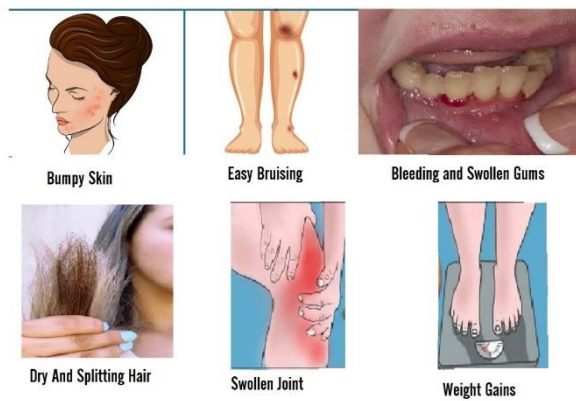 Bumpy Skin
Easy Bruising
Bleeding and Swollen Gums
Dry And Splitting Hair
Swollen Joint
Weight Gains